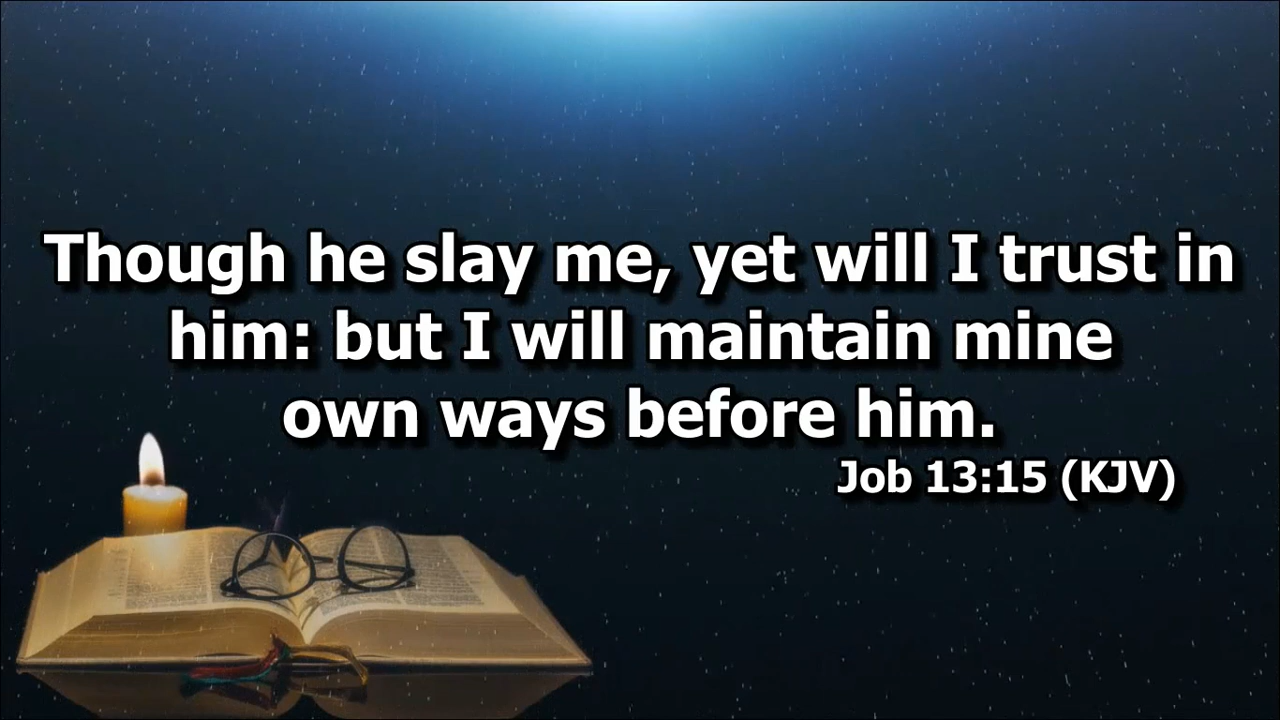 Though he slay me, yet will I trust in
him: but I will maintain mine
own ways before him.
Job 13:15 (KJV)